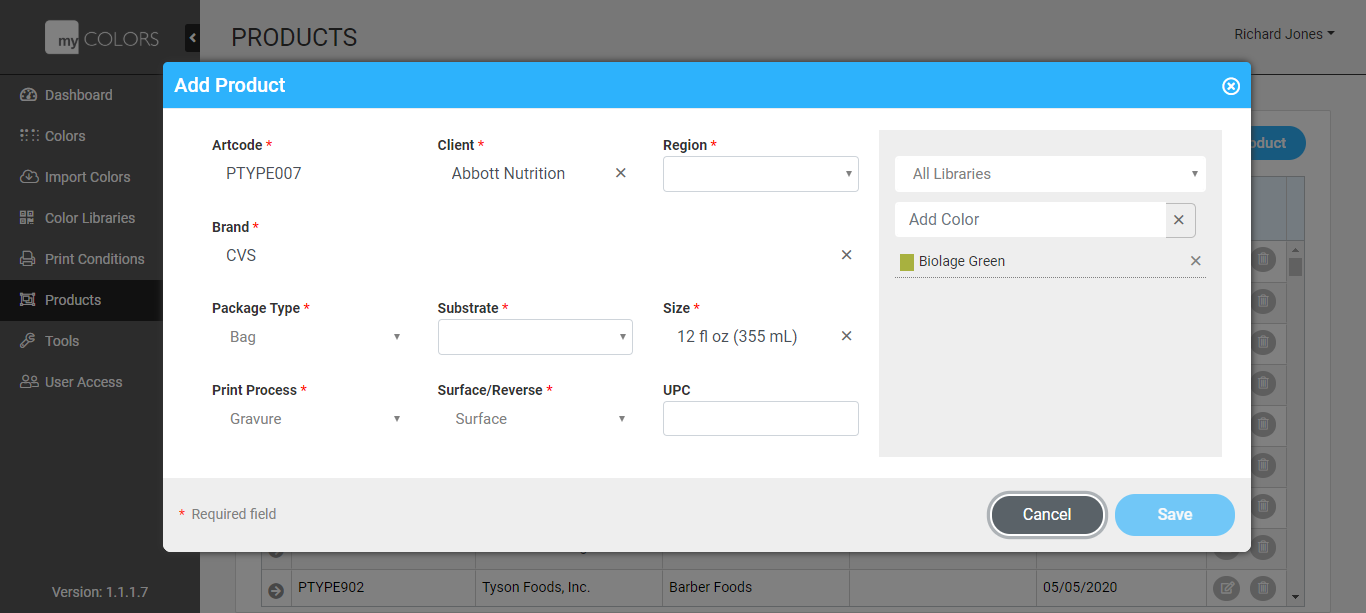 my COLORS
PRODUCTS
Richard Jones
Add Product
Dashboard
Colors
Import Colors
Color Libraries
Print Conditions
Products
Tools
User Access
Version: 1.1.1.7
Artcode *
PTYPE007
Client *
Abbott Nutrition
Region *
Brand *
CVS
Package Type *
Bag
Substrate *
Size *
12 fl oz (355 mL)
Print Process *
Gravure
Surface/Reverse *
Surface
UPC
All Libraries
Add Color
Biolage Green
* Required field
Cancel
Save
PTYPE902 Tyson Foods, Inc. Barber Foods 05/05/2020